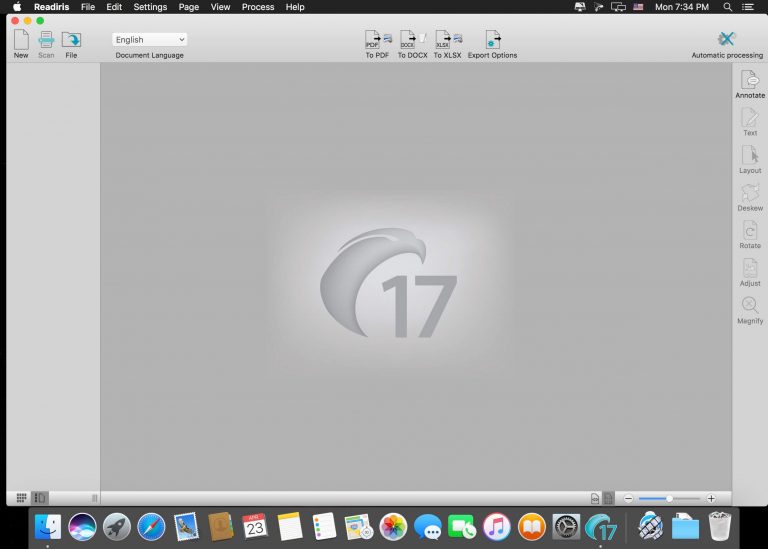 Readiris File Edit Settings Page View Process Help Mon 7:34 PM
English
PDF DOCX XLSX
New Scan File Document Language To PDF To DOCX To XLSX Export Options Automatic processing
Annotate
Text
Layout
Deskew
Rotate
Adjust
Magnify
17
APR
23
17